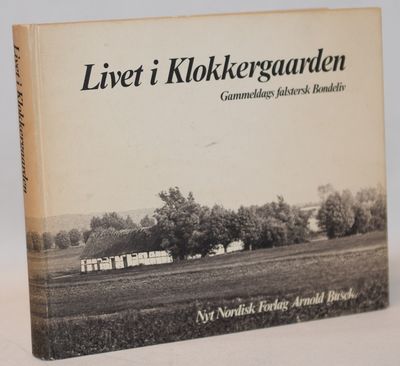 Livet i Klokkergaarden
Livet i Klokkergaarden
Gammeldags falstersk Bondeliv
Nyt Nordisk Forlag Arnold Busck